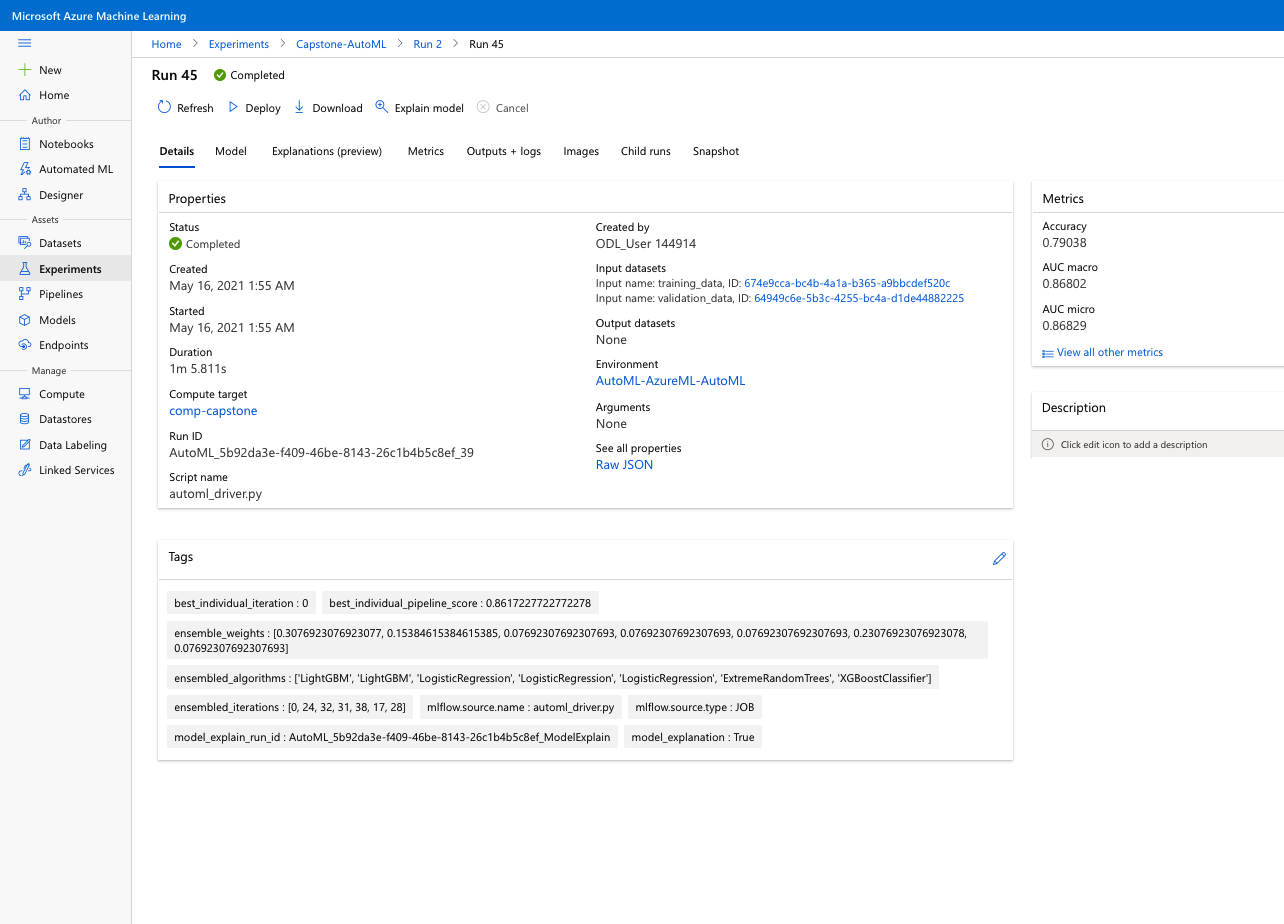 Microsoft Azure Machine Learning
Home > Experiments > Capstone-AutoML > Run 2 > Run 45
New
Home
Author
Notebooks
Automated ML
Designer
Assets
Datasets
Experiments
Pipelines
Models
Endpoints
Manage
Compute
Datastores
Data Labeling
Linked Services
Run 45 Completed
Refresh Deploy Download Explain model Cancel
Details Model Explanations (preview) Metrics Outputs + logs Images Child runs Snapshot
Properties
Status
Completed
Created
May 16, 2021 1:55 AM
Started
May 16, 2021 1:55 AM
Duration
1m 5.811s
Compute target
comp-capstone
Run ID
AutoML_5b92da3e-f409-46be-8143-26c1b4b5c8ef_39
Script name
automl_driver.py
Created by
ODL_User 144914
Input datasets
Input name: training_data, ID: 674e9cca-bc4b-4a1a-b365-a9bbcdef520c
Input name: validation_data, ID: 64949c6e-5b3c-4255-bc4a-d1de44882225
Output datasets
None
Environment
AutoML-AzureML-AutoML
Arguments
None
See all properties
Raw JSON
Metrics
Accuracy
0.79038
AUC macro
0.86802
AUC micro
0.86829
View all other metrics
Description
Click edit icon to add a description
Tags
best_individual_iteration : 0 best_individual_pipeline_score : 0.8617227722772278
ensemble_weights : [0.3076923076923077, 0.15384615384615385, 0.07692307692307693, 0.07692307692307693, 0.07692307692307693, 0.23076923076923078,
0.07692307692307693]
ensembled_algorithms : ['LightGBM', 'LightGBM', 'LogisticRegression', 'LogisticRegression', 'LogisticRegression', 'ExtremeRandomTrees', 'XGBoostClassifier']
ensembled_iterations : [0, 24, 32, 31, 38, 17, 28] mlflow.source.name : automl_driver.py mlflow.source.type : JOB
model_explain_run_id : AutoML_5b92da3e-f409-46be-8143-26c1b4b5c8ef_ModelExplain model_explanation : True